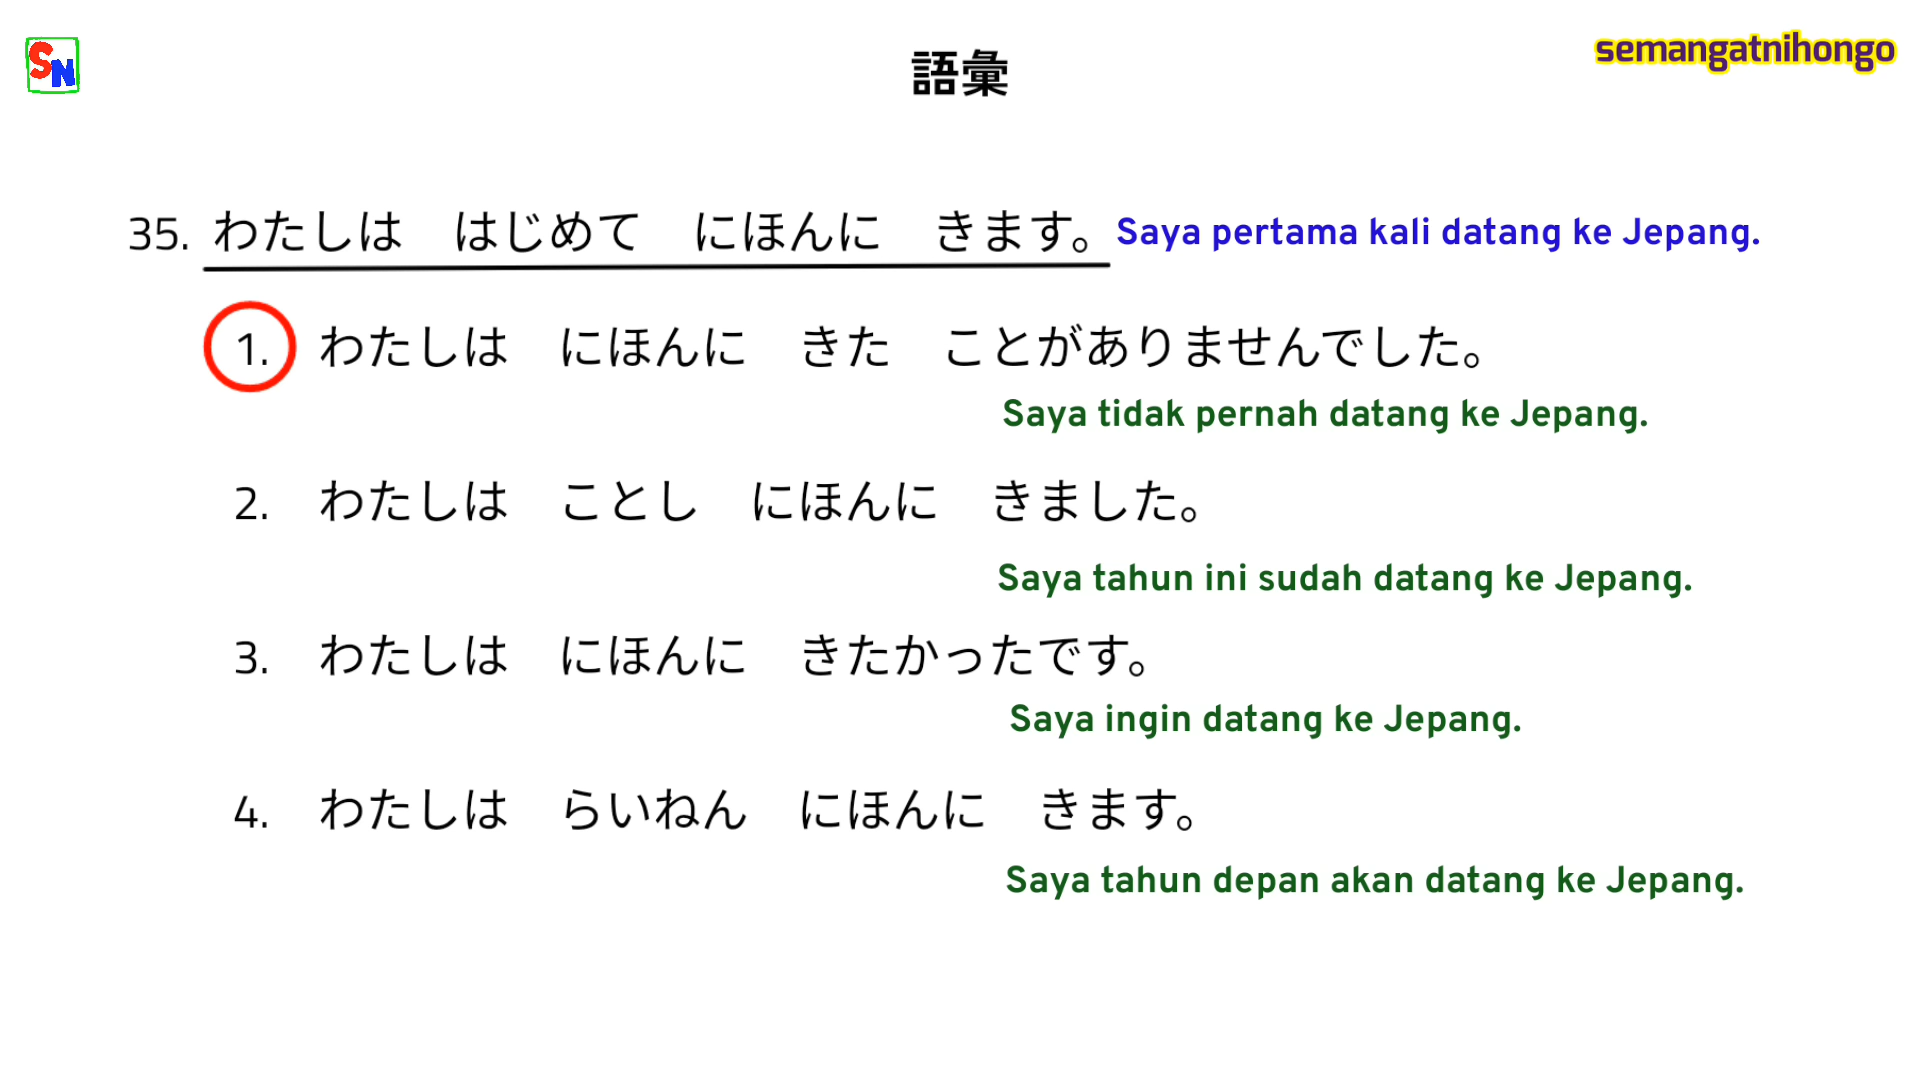 SN
語彙
semangatnihongo
35. わたしは　はじめて　にほんに　きます。 Saya pertama kali datang ke Jepang.
1. わたしは　にほんに　きた　ことがありませんでした。
Saya tidak pernah datang ke Jepang.
2. わたしは　ことし　にほんに　きました。
Saya tahun ini sudah datang ke Jepang.
3. わたしは　にほんに　きたかったです。
Saya ingin datang ke Jepang.
4. わたしは　らいねん　にほんに　きます。
Saya tahun depan akan datang ke Jepang.